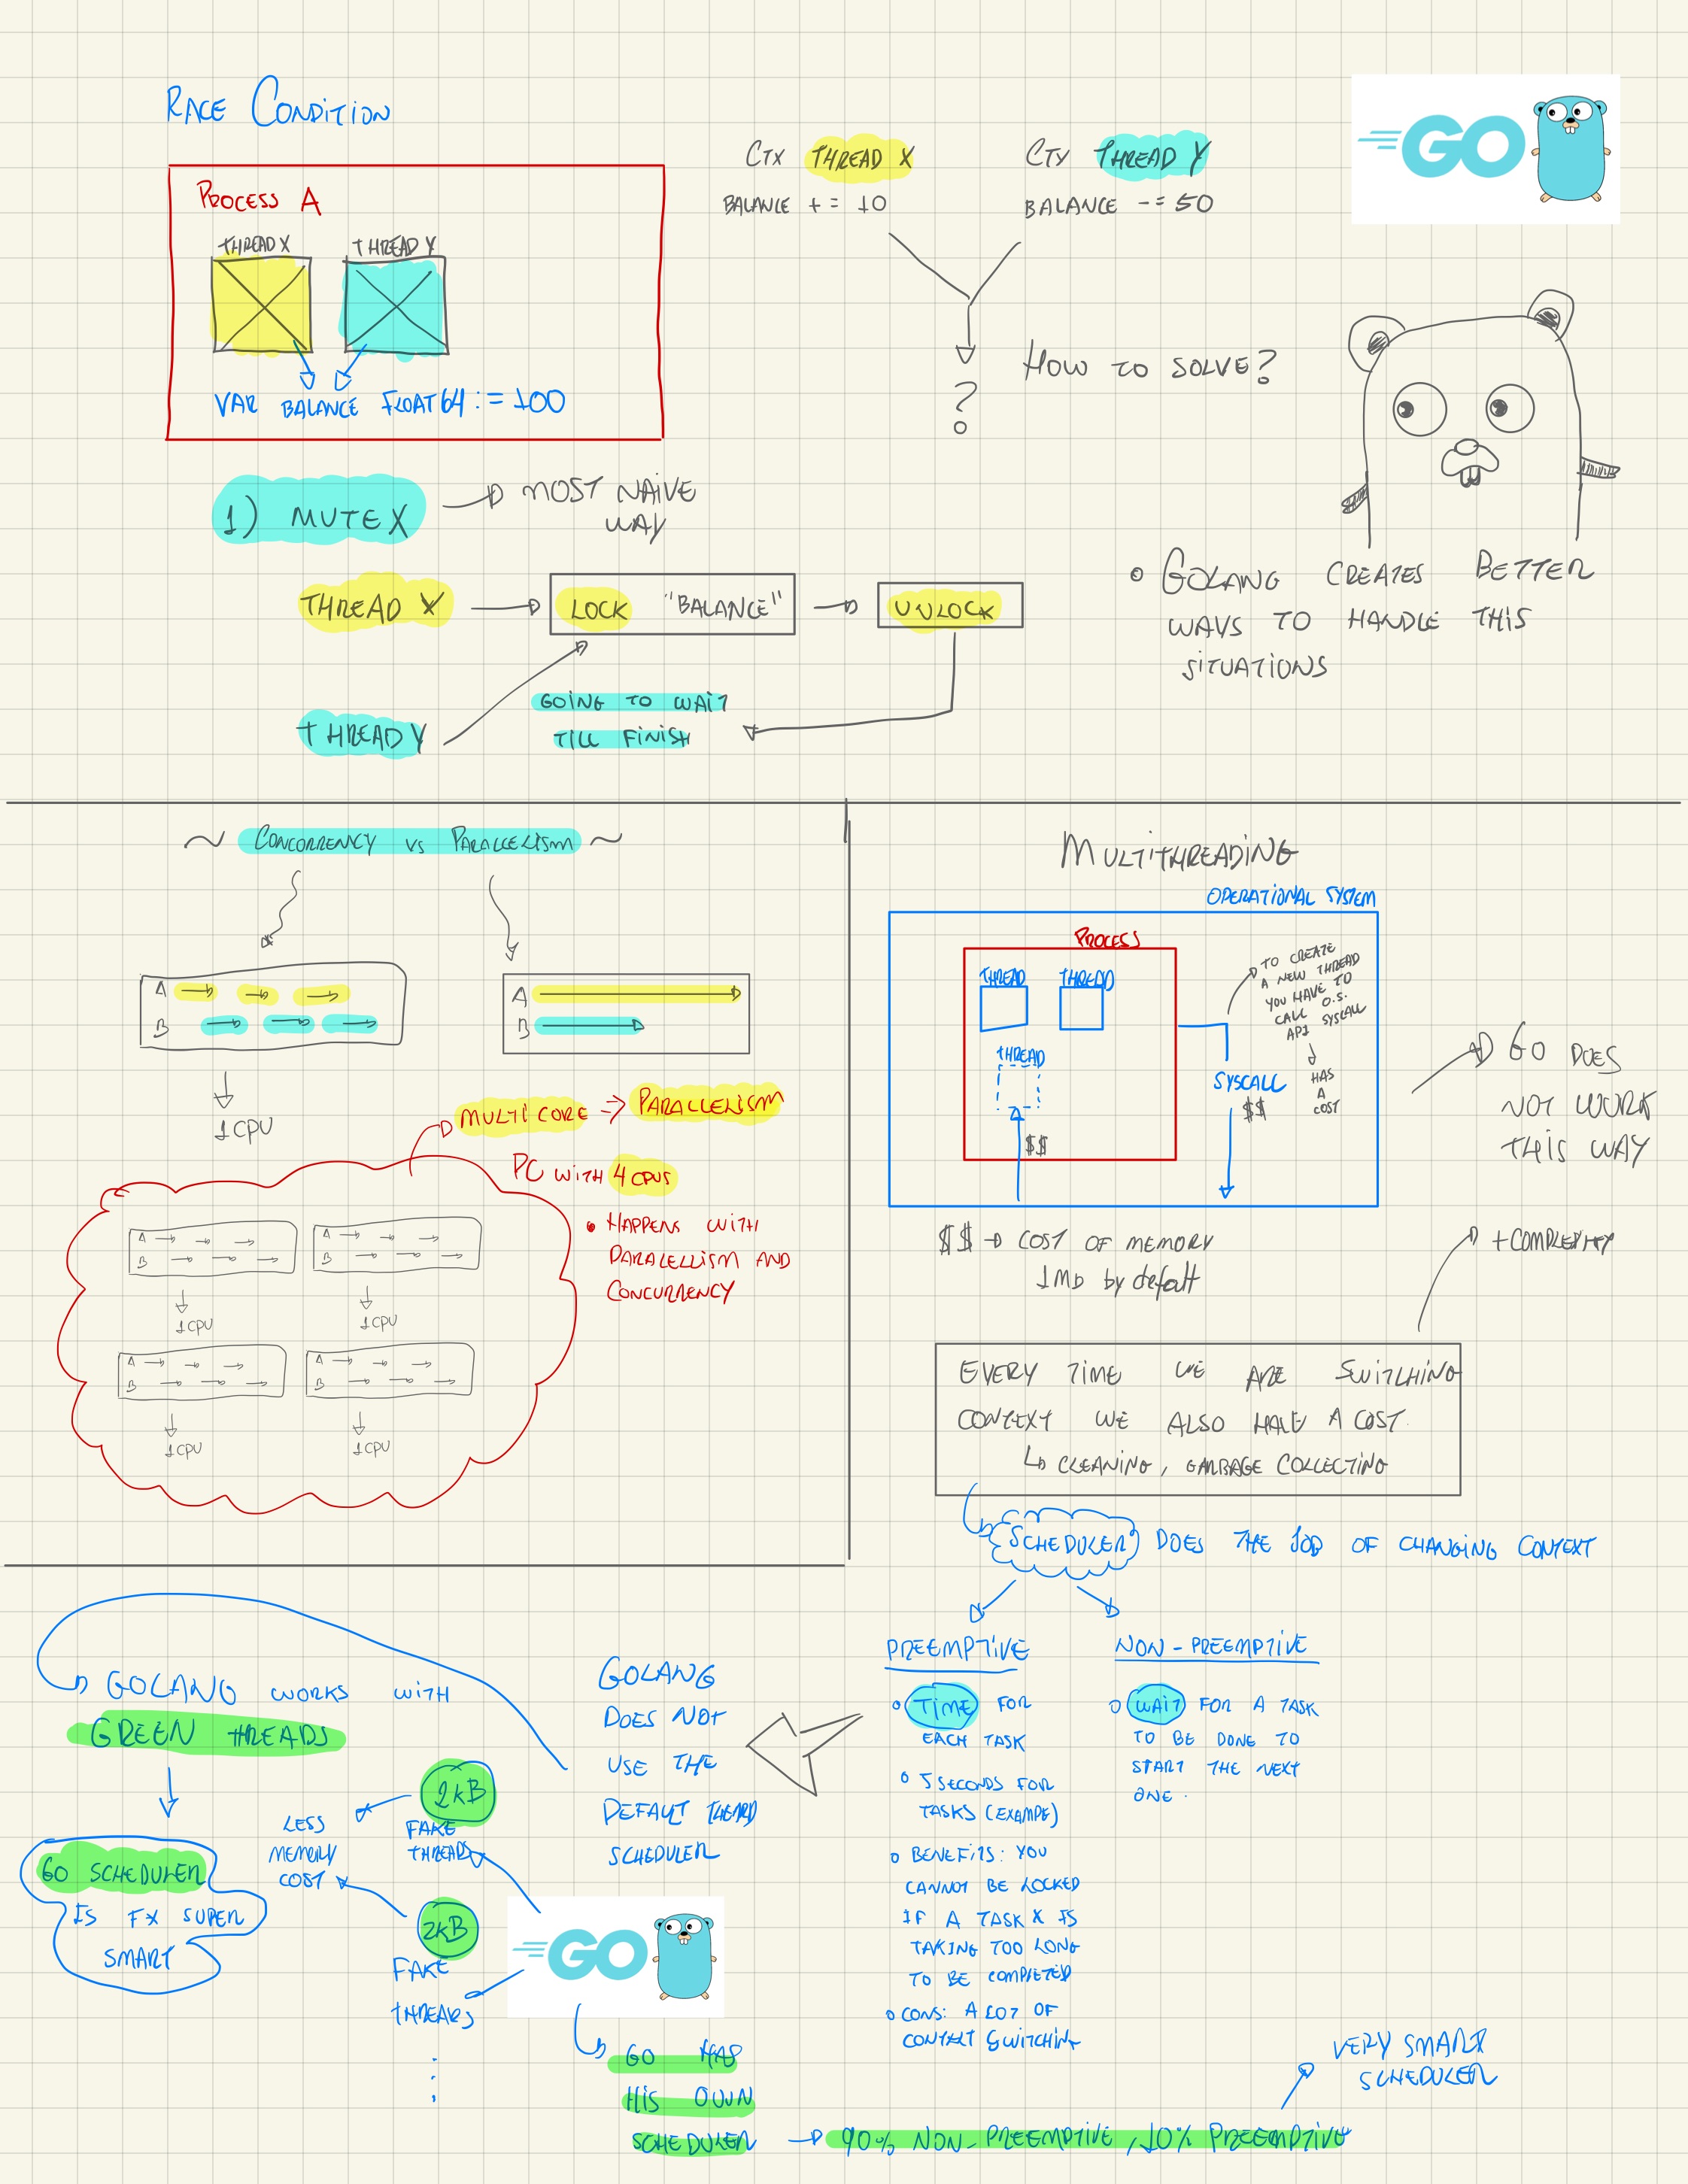 RACE CONDITION
GO
PROCESS A
THREAD X
THREAD Y
VAR BALANCE FLOAT64 := 100
CTX THREAD X
BALANCE += 10
CTY THREAD Y
BALANCE -= 50
?
HOW TO SOLVE?
1) MUTEX
MOST NAIVE
WAY
THREAD X
LOCK "BALANCE"
UNLOCK
THREAD Y
GOING TO WAIT
TILL FINISH
GOLANG CREATES BETTER
WAYS TO HANDLE THIS
SITUATIONS
~ CONCORRENCY VS PARALLELISM ~
A
B
1 CPU
A
B
MULTI CORE => PARALLELISM
PC WITH 4 CPUS
HAPPENS WITH
PARALELLISM AND
CONCURRENCY
A
B
1 CPU
A
B
1 CPU
A
B
1 CPU
A
B
1 CPU
MULTITHREADING
OPERATIONAL SYSTEM
PROCESS
THREAD
THREAD
THREAD
$$
SYSCALL
$$
TO CREATE
A NEW THREAD
YOU HAVE TO
CALL O.S.
API SYSCALL
HAS
A
COST
GO DOES
NOT WORK
THIS WAY
$$ → COST OF MEMORY
1MB by defalt
+COMPLEXITY
EVERY TIME WE ARE SWITCHING
CONTEXT WE ALSO HAVE A COST.
CLEANING, GARBAGE COLLECTING
SCHEDULER DOES THE JOB OF CHANGING CONTEXT
PREEMPTIVE
TIME FOR
EACH TASK
5 SECONDS FOR
TASKS (EXAMPE)
BENEFITS: YOU
CANNOT BE LOCKED
IF A TASK X IS
TAKING TOO LONG
TO BE COMPLETED
CONS: A LOT OF
CONTEXT SWITCHING
NON-PREEMPTIVE
WAIT FOR A TASK
TO BE DONE TO
START THE NEXT
ONE.
GOLANG
DOES NOT
USE THE
DEFAULT THEARD
SCHEDULER
GOLANG WORKS WITH
GREEN THREADS
GO SCHEDULER
IS FX SUPER
SMART
LESS
MEMORY
COST
2KB
FAKE
THREADS
2KB
FAKE
THREARS
GO
GO HAS
HIS OWN
SCHEDULER → 90% NON-PREEMPTIVE, 10% PREEMPTIVE
VERY SMART
SCHEDULER